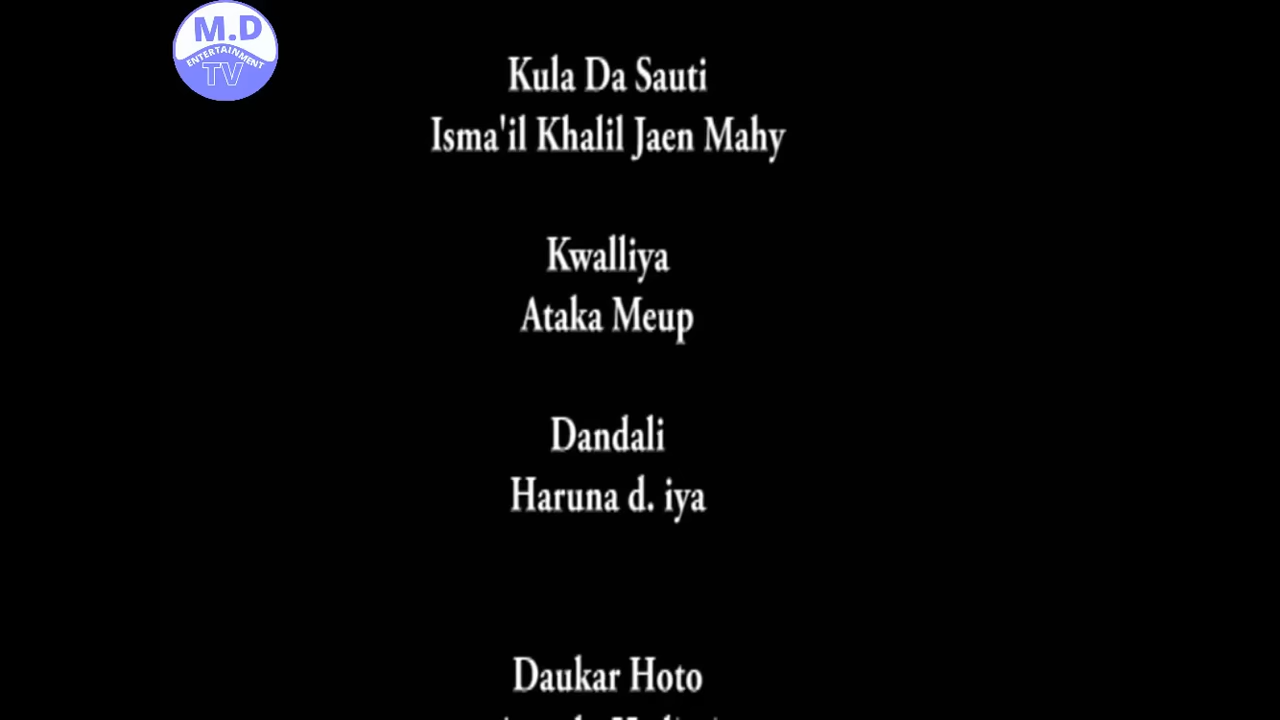 M.D
ENTERTAINMENT
TV
Kula Da Sauti
Isma'il Khalil Jaen Mahy
Kwalliya
Ataka Meup
Dandali
Haruna d. iya
Daukar Hoto